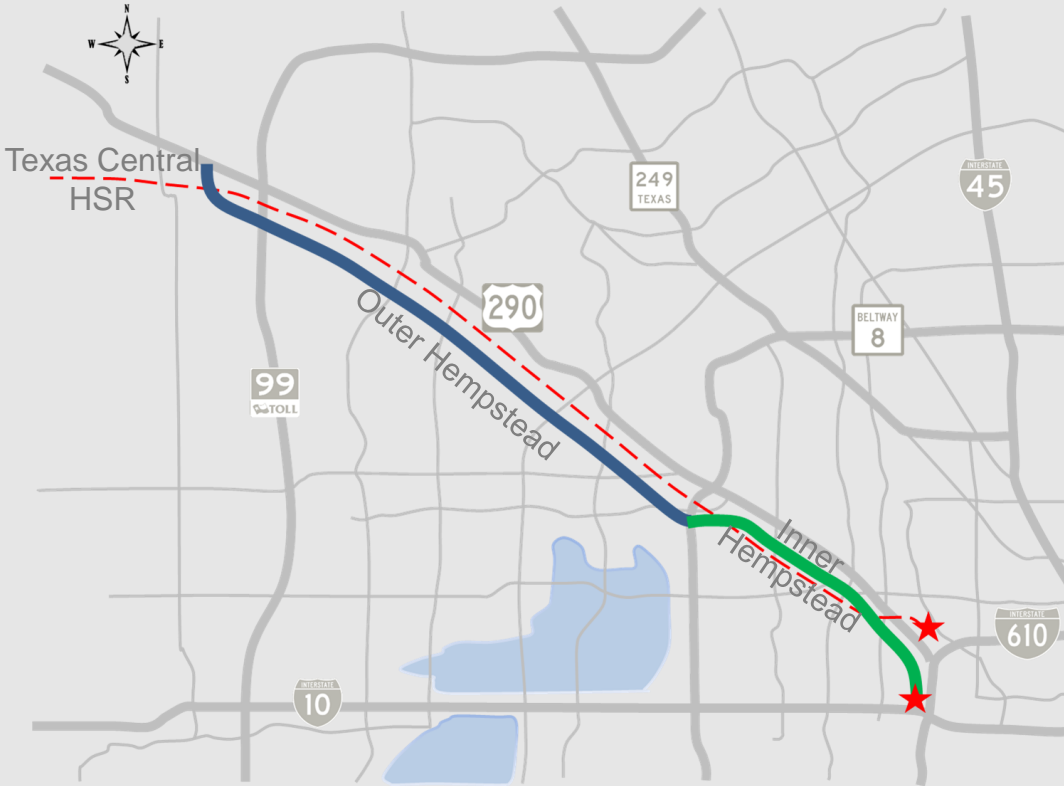 N
W
E
S
Texas Central
HSR
249
TEXAS
INTERSTATE
45
290
Outer Hempstead
BELTWAY
8
99
TOLL
Inner
Hempstead
INTERSTATE
610
INTERSTATE
10